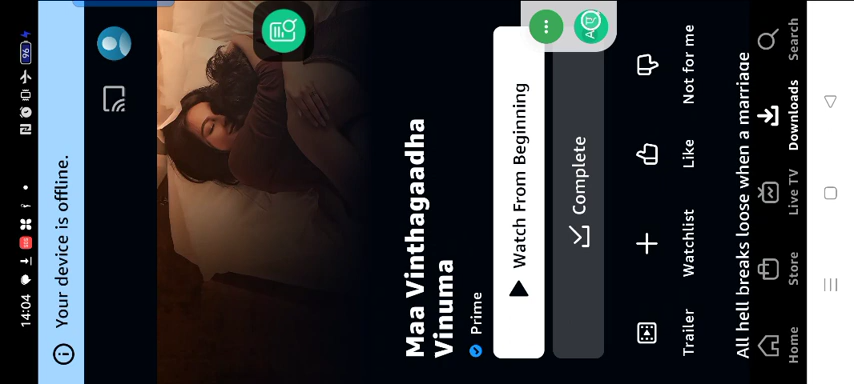 14:04
96
Your device is offline.
Maa Vinthagaadha
Vinuma
Prime
Watch From Beginning
Complete
Trailer
Watchlist
Like
Not for me
All hell breaks loose when a marriage
Home
Store
Live TV
Downloads
Search